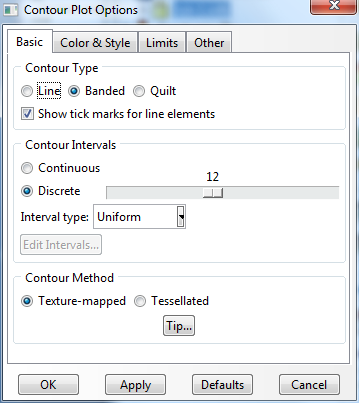 Contour Plot Options
Basic Color & Style Limits Other
Contour Type
Line Banded Quilt
Show tick marks for line elements
Contour Intervals
Continuous
12
Discrete
Interval type: Uniform
Edit Intervals...
Contour Method
Texture-mapped Tessellated
Tip...
OK Apply Defaults Cancel